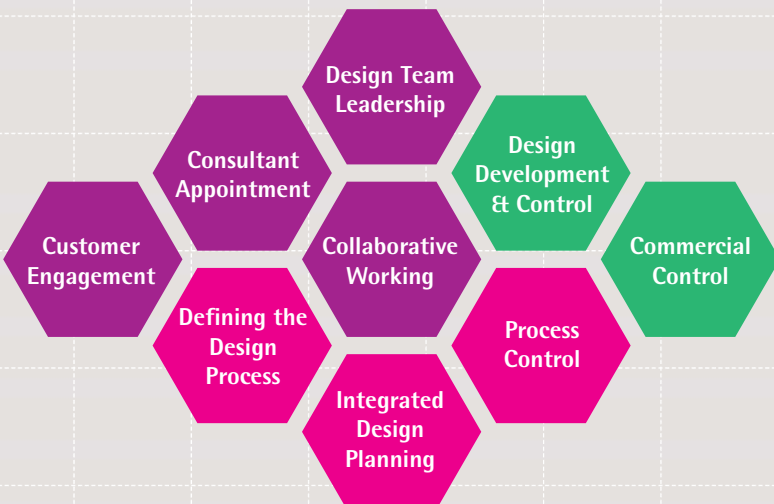 Design Team
Leadership
Consultant
Appointment
Design
Development
& Control
Customer
Engagement
Collaborative
Working
Commercial
Control
Defining the
Design
Process
Process
Control
Integrated
Design
Planning